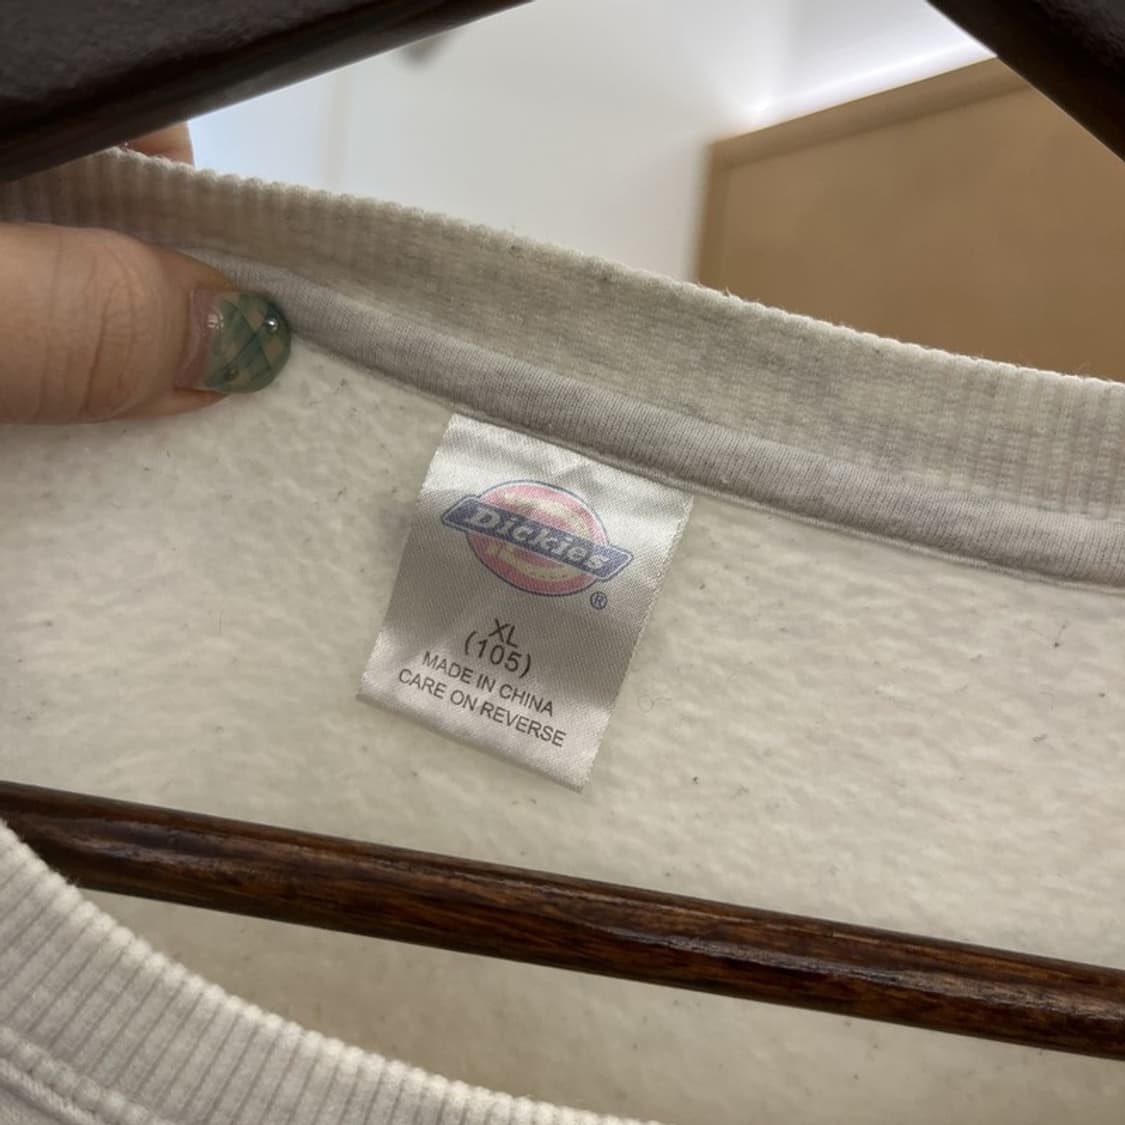 Dickies
®
XL
(105)
MADE IN CHINA
CARE ON REVERSE